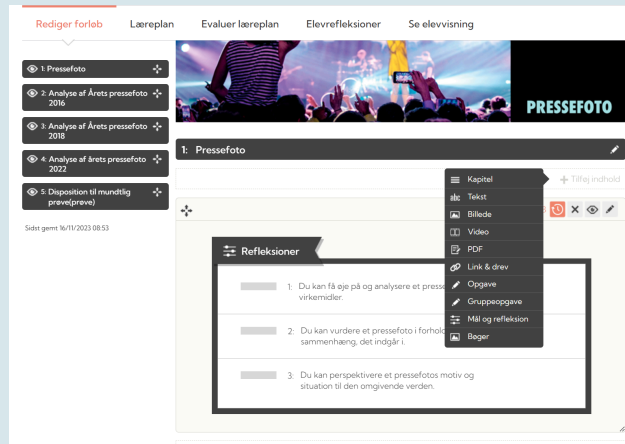 Rediger forløb Læreplan Evaluer læreplan Elevrefleksioner Se elevvisning
1: Pressefoto
2: Analyse af Årets pressefoto
2016
3: Analyse af Årets pressefoto
2018
4: Analyse af årets pressefoto
2022
5: Disposition til mundtlig
prøve(prøve)
Sidst gemt 16/11/2023 08:53
PRESSEFOTO
1: Pressefoto
Tilføj indhold
Kapitel
abc Tekst
Billede
Video
PDF
Link & drev
Opgave
Gruppeopgave
Mål og refleksion
Bøger
Refleksioner
1: Du kan få øje på og analysere et presse
virkemidler.
2: Du kan vurdere et pressefoto i forhold
sammenhæng, det indgår i.
3: Du kan perspektivere et pressefotos motiv og
situation til den omgivende verden.